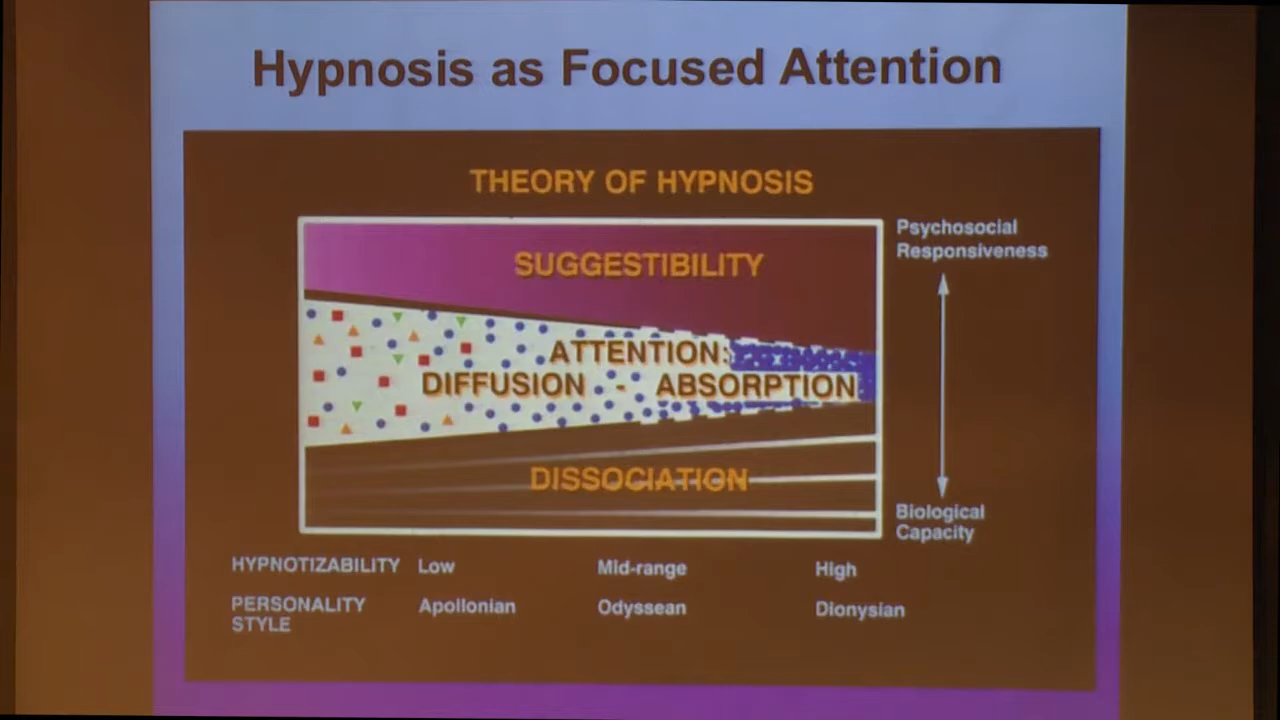 Hypnosis as Focused Attention
THEORY OF HYPNOSIS
SUGGESTIBILITY
ATTENTION:
DIFFUSION - ABSORPTION
DISSOCIATION
Psychosocial
Responsiveness
Biological
Capacity
HYPNOTIZABILITY Low Mid-range High
PERSONALITY
STYLE Apollonian Odyssean Dionysian